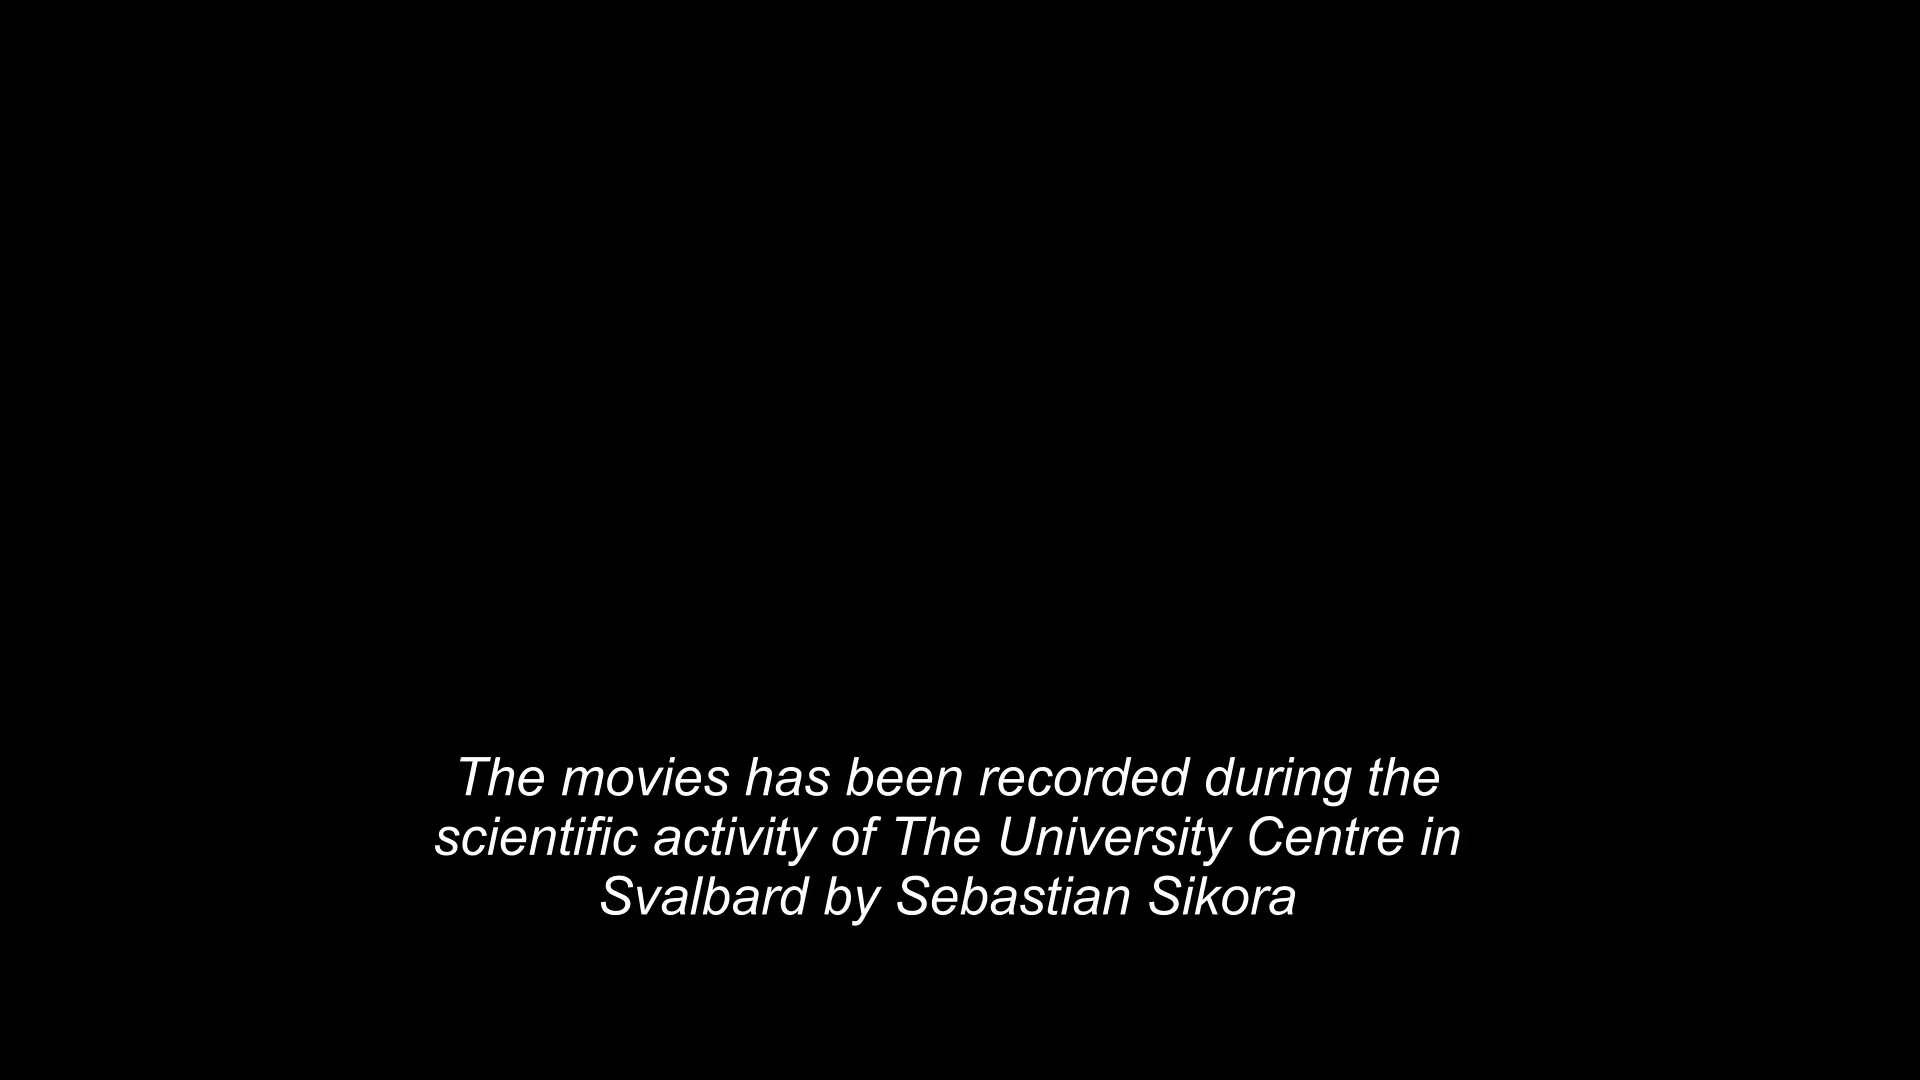 The movies has been recorded during the
scientific activity of The University Centre in
Svalbard by Sebastian Sikora